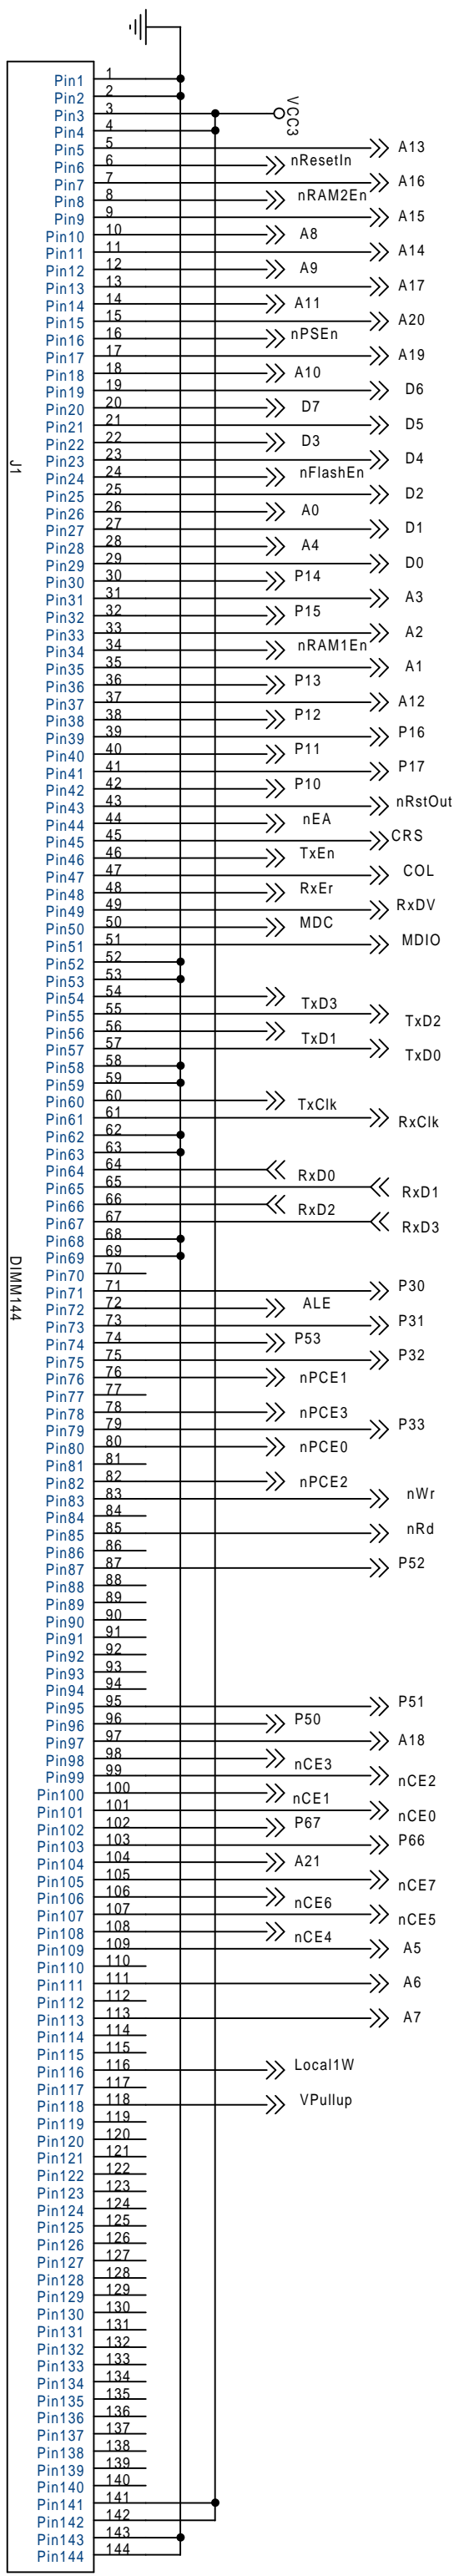 VCC3
J1
DIMM144
Pin1 1
Pin2 2
Pin3 3
Pin4 4
Pin5 5 A13
Pin6 6 nResetIn
Pin7 7 A16
Pin8 8 nRAM2En
Pin9 9 A15
Pin10 10 A8
Pin11 11 A14
Pin12 12 A9
Pin13 13 A17
Pin14 14 A11
Pin15 15 A20
Pin16 16 nPSEn
Pin17 17 A19
Pin18 18 A10
Pin19 19 D6
Pin20 20 D7
Pin21 21 D5
Pin22 22 D3
Pin23 23 D4
Pin24 24 nFlashEn
Pin25 25 D2
Pin26 26 A0
Pin27 27 D1
Pin28 28 A4
Pin29 29 D0
Pin30 30 P14
Pin31 31 A3
Pin32 32 P15
Pin33 33 A2
Pin34 34 nRAM1En
Pin35 35 A1
Pin36 36 P13
Pin37 37 A12
Pin38 38 P12
Pin39 39 P16
Pin40 40 P11
Pin41 41 P17
Pin42 42 P10
Pin43 43 nRstOut
Pin44 44 nEA
Pin45 45 CRS
Pin46 46 TxEn
Pin47 47 COL
Pin48 48 RxEr
Pin49 49 RxDV
Pin50 50 MDC
Pin51 51 MDIO
Pin52 52
Pin53 53
Pin54 54 TxD3
Pin55 55 TxD2
Pin56 56 TxD1
Pin57 57 TxD0
Pin58 58
Pin59 59
Pin60 60 TxClk
Pin61 61 RxClk
Pin62 62
Pin63 63
Pin64 64 RxD0
Pin65 65 RxD1
Pin66 66 RxD2
Pin67 67 RxD3
Pin68 68
Pin69 69
Pin70 70
Pin71 71 P30
Pin72 72 ALE
Pin73 73 P31
Pin74 74 P53
Pin75 75 P32
Pin76 76 nPCE1
Pin77 77
Pin78 78 nPCE3
Pin79 79 P33
Pin80 80 nPCE0
Pin81 81
Pin82 82 nPCE2
Pin83 83 nWr
Pin84 84
Pin85 85 nRd
Pin86 86
Pin87 87 P52
Pin88 88
Pin89 89
Pin90 90
Pin91 91
Pin92 92
Pin93 93
Pin94 94
Pin95 95 P51
Pin96 96 P50
Pin97 97 A18
Pin98 98 nCE3
Pin99 99 nCE2
Pin100 100 nCE1
Pin101 101 nCE0
Pin102 102 P67
Pin103 103 P66
Pin104 104 A21
Pin105 105 nCE7
Pin106 106 nCE6
Pin107 107 nCE5
Pin108 108 nCE4
Pin109 109 A5
Pin110 110
Pin111 111 A6
Pin112 112
Pin113 113 A7
Pin114 114
Pin115 115
Pin116 116 Local1W
Pin117 117
Pin118 118 VPullup
Pin119 119
Pin120 120
Pin121 121
Pin122 122
Pin123 123
Pin124 124
Pin125 125
Pin126 126
Pin127 127
Pin128 128
Pin129 129
Pin130 130
Pin131 131
Pin132 132
Pin133 133
Pin134 134
Pin135 135
Pin136 136
Pin137 137
Pin138 138
Pin139 139
Pin140 140
Pin141 141
Pin142 142
Pin143 143
Pin144 144